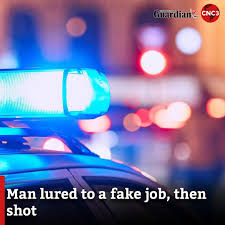 Guardian
CNC3
Man lured to a fake job, then
shot